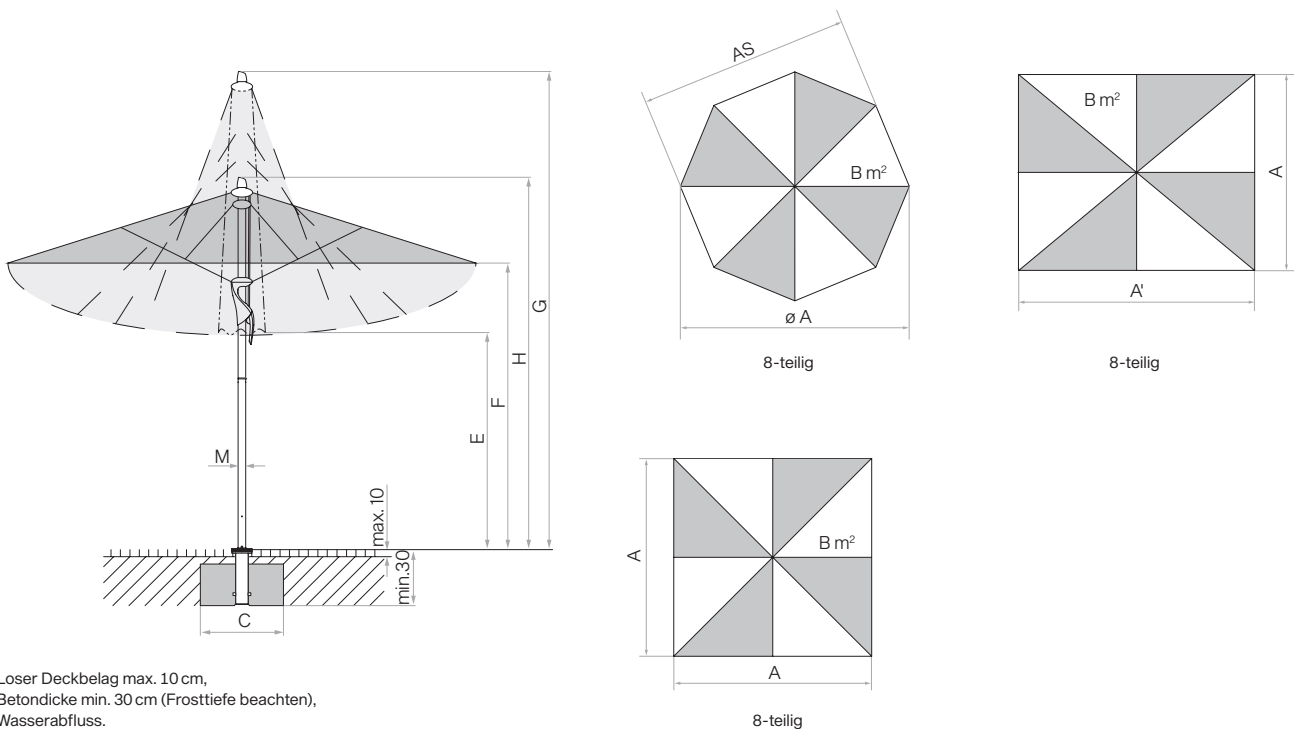 G
H
F
E
M
max. 10
min.30
C
Loser Deckbelag max. 10 cm,
Betondicke min. 30 cm (Frosttiefe beachten),
Wasserabfluss.
AS
B m²
ø A
8-teilig
B m²
A
A'
8-teilig
A
B m²
A
8-teilig